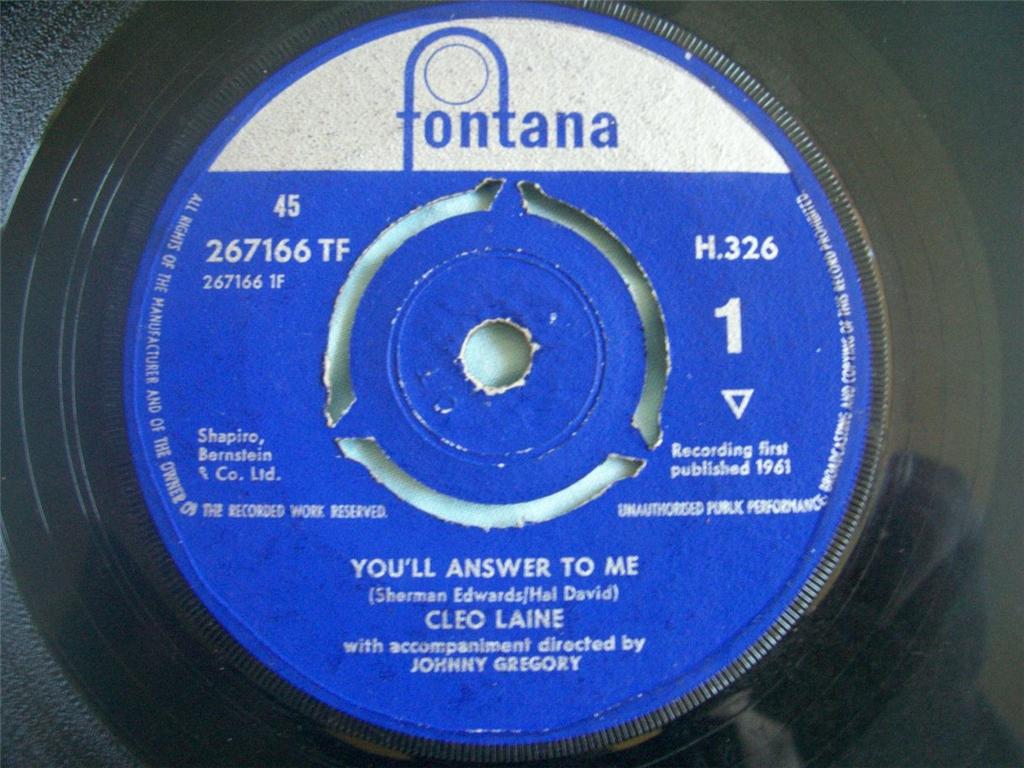 fontana
45
267166 TF
267166 1F
H.326
1
Shapiro,
Bernstein
& Co. Ltd.
Recording first
published 1961
ALL RIGHTS OF THE MANUFACTURER AND OF THE OWNER OF THE RECORDED WORK RESERVED.
UNAUTHORISED PUBLIC PERFORMANCE, BROADCASTING AND COPYING OF THIS RECORD PROHIBITED.
YOU'LL ANSWER TO ME
(Sherman Edwards/Hal David)
CLEO LAINE
with accompaniment directed by
JOHNNY GREGORY